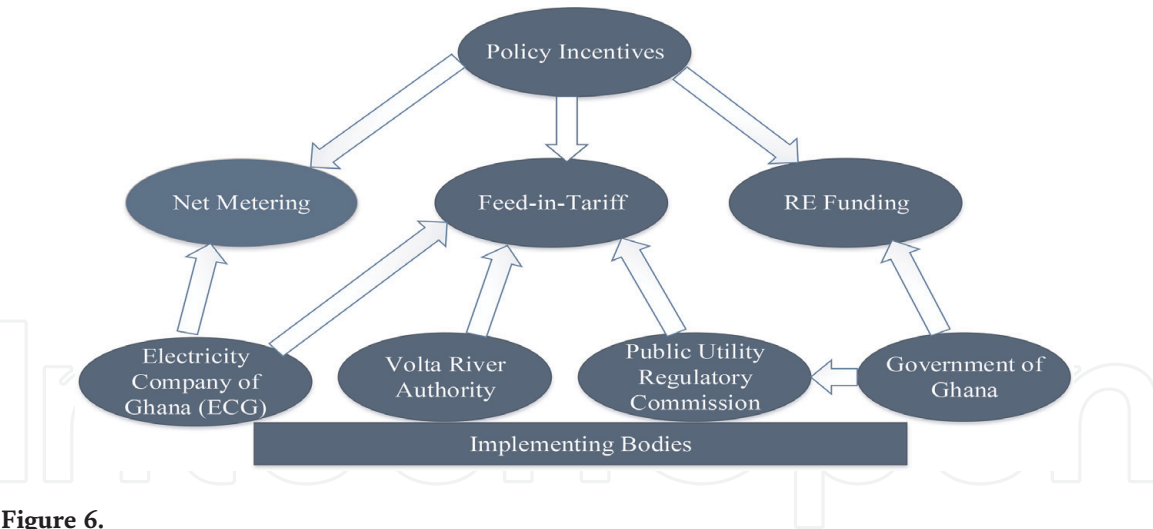 Policy Incentives
Net Metering
Feed-in-Tariff
RE Funding
Electricity
Company of
Ghana (ECG)
Volta River
Authority
Public Utility
Regulatory
Commission
Government of
Ghana
Implementing Bodies
Figure 6.